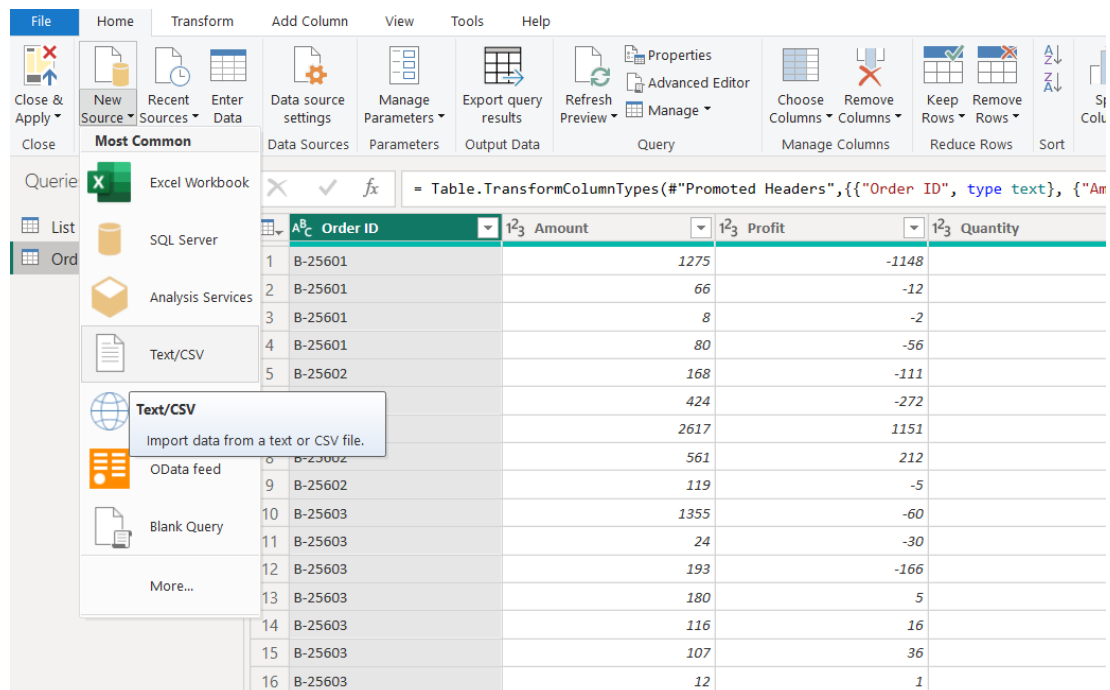 File Home Transform Add Column View Tools Help
Close & Apply New Source Recent Sources Enter Data Data source settings Manage Parameters Export query results Refresh Preview Properties Advanced Editor Manage Choose Columns Remove Columns Keep Rows Remove Rows
Close Data Sources Parameters Output Data Query Manage Columns Reduce Rows Sort
Most Common
Excel Workbook
SQL Server
Analysis Services
Text/CSV
Text/CSV
Import data from a text or CSV file.
OData feed
Blank Query
More...
List
= Table.TransformColumnTypes(#"Promoted Headers",{{"Order ID", type text}, {"Am
ABC Order ID 123 Amount 123 Profit 123 Quantity
1 B-25601 1275 -1148
2 B-25601 66 -12
3 B-25601 8 -2
4 B-25601 80 -56
5 B-25602 168 -111
424 -272
2617 1151
8 B-25602 561 212
9 B-25602 119 -5
10 B-25603 1355 -60
11 B-25603 24 -30
12 B-25603 193 -166
13 B-25603 180 5
14 B-25603 116 16
15 B-25603 107 36
16 B-25603 12 1